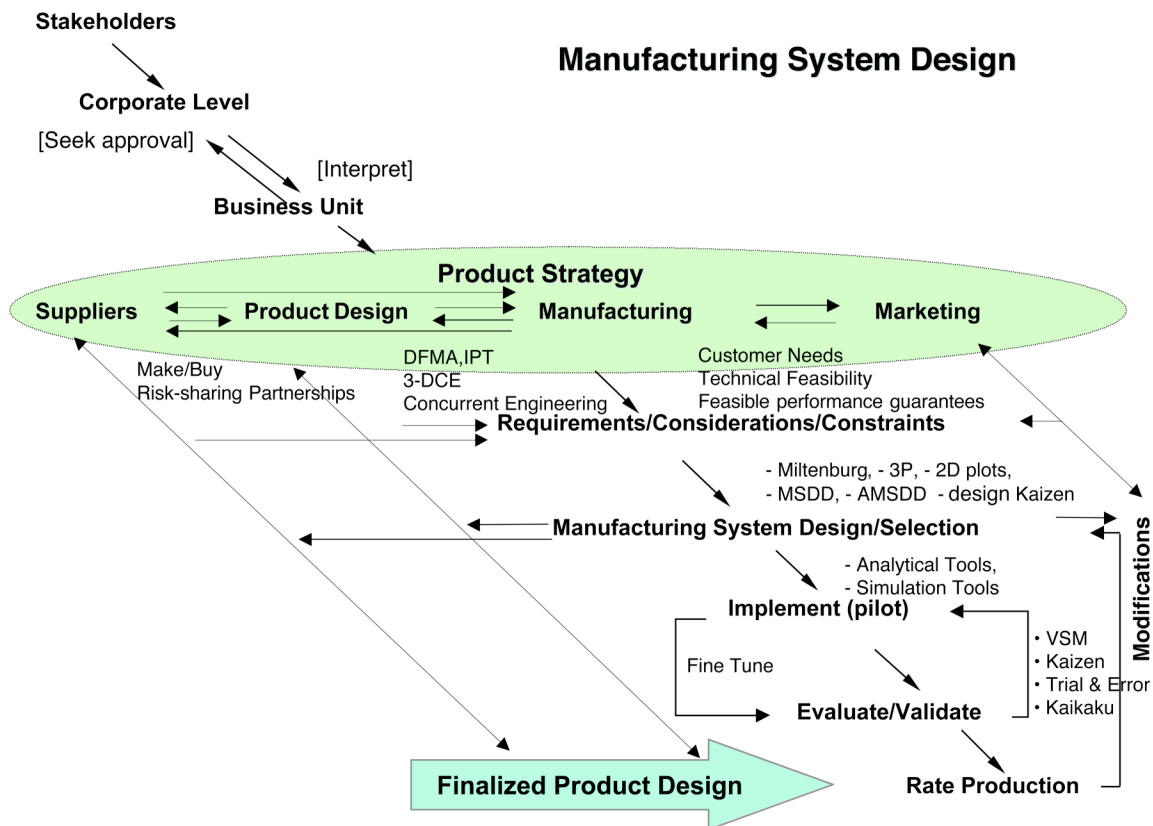 Stakeholders
Manufacturing System Design
Corporate Level
[Seek approval]
[Interpret]
Business Unit
Product Strategy
Suppliers
Product Design
Manufacturing
Marketing
Make/Buy
Risk-sharing Partnerships
DFMA,IPT
3-DCE
Concurrent Engineering
Customer Needs
Technical Feasibility
Feasible performance guarantees
Requirements/Considerations/Constraints
- Miltenburg, - 3P, - 2D plots,
- MSDD, - AMSDD - design Kaizen
Manufacturing System Design/Selection
Modifications
- Analytical Tools,
- Simulation Tools
Implement (pilot)
Fine Tune
• VSM
• Kaizen
• Trial & Error
• Kaikaku
Evaluate/Validate
Finalized Product Design
Rate Production